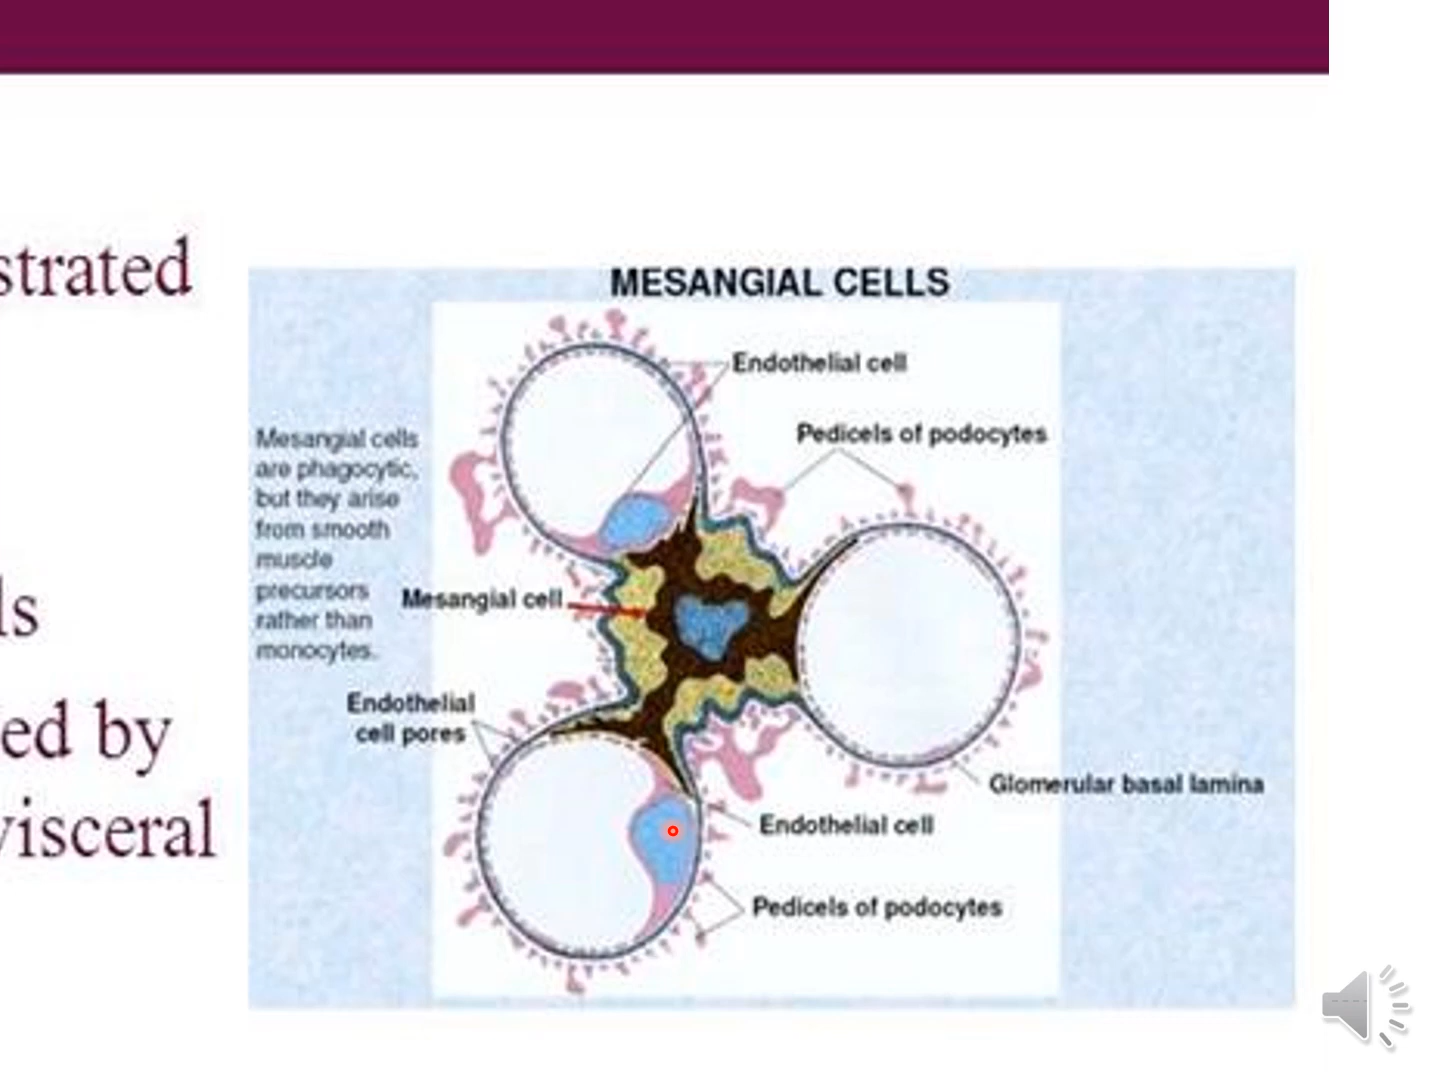 strated
ls
ed by
visceral
MESANGIAL CELLS
Endothelial cell
Pedicels of podocytes
Mesangial cells
are phagocytic,
but they arise
from smooth
muscle
precursors
rather than
monocytes.
Mesangial cell
Endothelial
cell pores
Glomerular basal lamina
Endothelial cell
Pedicels of podocytes